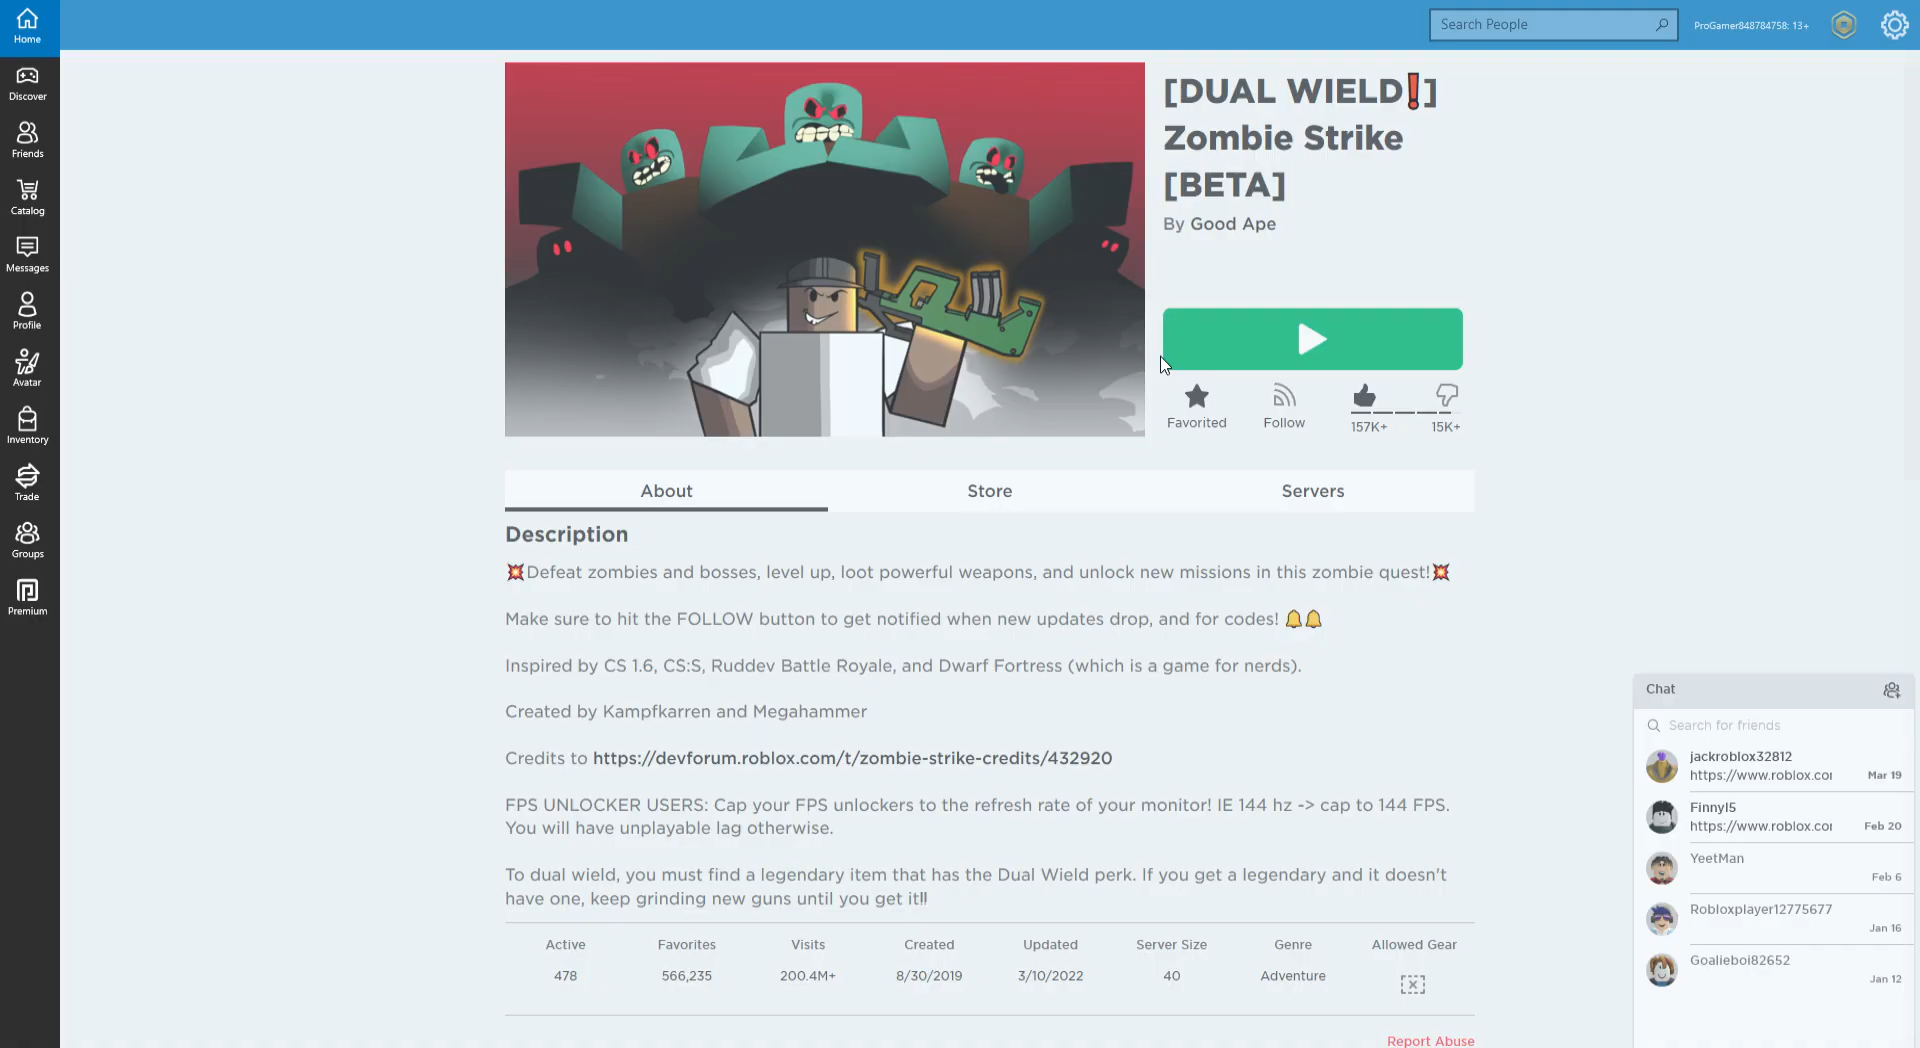 Home
Search People
ProGamer848784758: 13+
Discover
Friends
Catalog
Messages
Profile
Avatar
Inventory
Trade
Groups
Premium
[DUAL WIELD❗]
Zombie Strike
[BETA]
By Good Ape
Favorited
Follow
157K+
15K+
About
Store
Servers
Description
💥Defeat zombies and bosses, level up, loot powerful weapons, and unlock new missions in this zombie quest!💥
Make sure to hit the FOLLOW button to get notified when new updates drop, and for codes! 🔔🔔
Inspired by CS 1.6, CS:S, Ruddev Battle Royale, and Dwarf Fortress (which is a game for nerds).
Created by Kampfkarren and Megahammer
Credits to https://devforum.roblox.com/t/zombie-strike-credits/432920
FPS UNLOCKER USERS: Cap your FPS unlockers to the refresh rate of your monitor! IE 144 hz -> cap to 144 FPS.
You will have unplayable lag otherwise.
To dual wield, you must find a legendary item that has the Dual Wield perk. If you get a legendary and it doesn't
have one, keep grinding new guns until you get it!!
Active Favorites Visits Created Updated Server Size Genre Allowed Gear
478 566,235 200.4M+ 8/30/2019 3/10/2022 40 Adventure
Report Abuse
Chat
Search for friends
jackroblox32812
https://www.roblox.co Mar 19
Finnyl5
https://www.roblox.co Feb 20
YeetMan
Feb 6
Robloxplayer12775677
Jan 16
Goalieboi82652
Jan 12